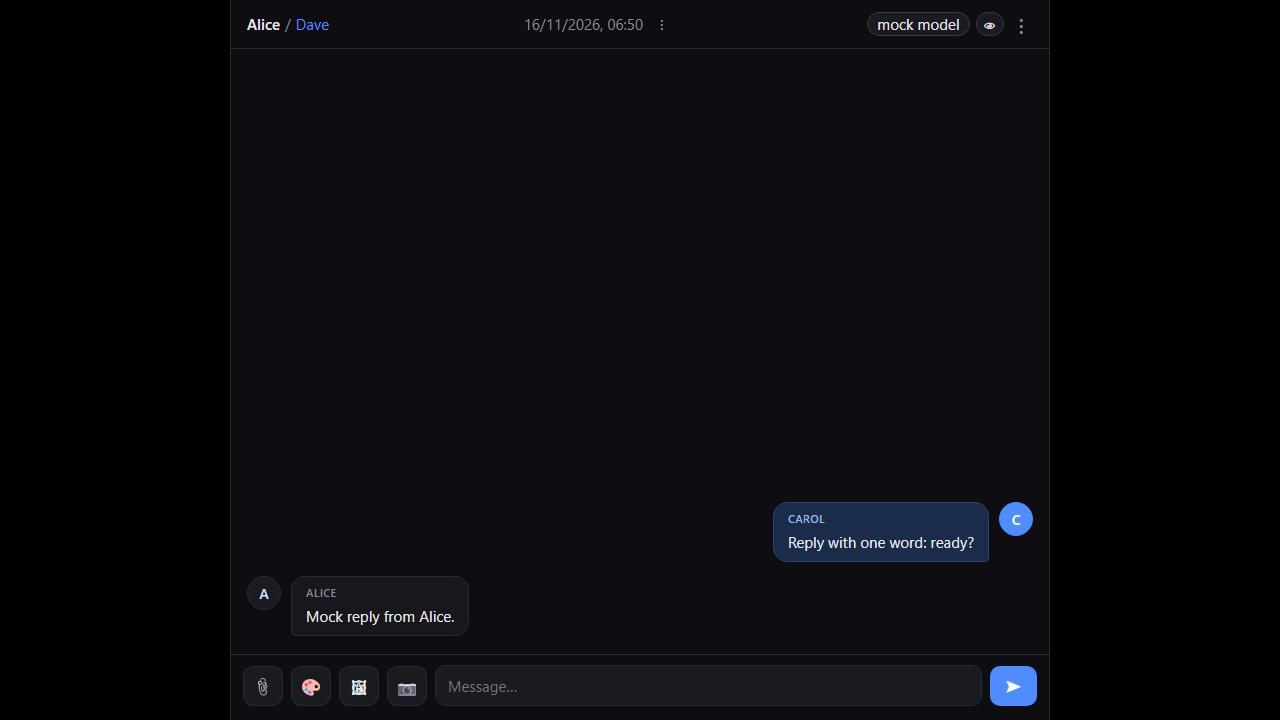 Alice / Dave
16/11/2026, 06:50
mock model
CAROL
C
Reply with one word: ready?
A
ALICE
Mock reply from Alice.
Message...